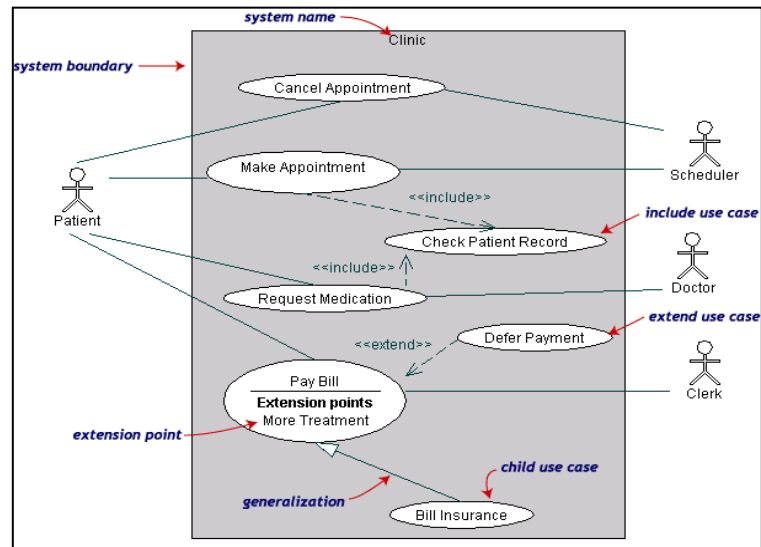 system name
Clinic
system boundary
Cancel Appointment
Make Appointment
Scheduler
<<include>>
Patient
include use case
Check Patient Record
<<include>>
Request Medication
Doctor
extend use case
<<extend>>
Defer Payment
Pay Bill
Extension points
More Treatment
Clerk
extension point
child use case
generalization
Bill Insurance